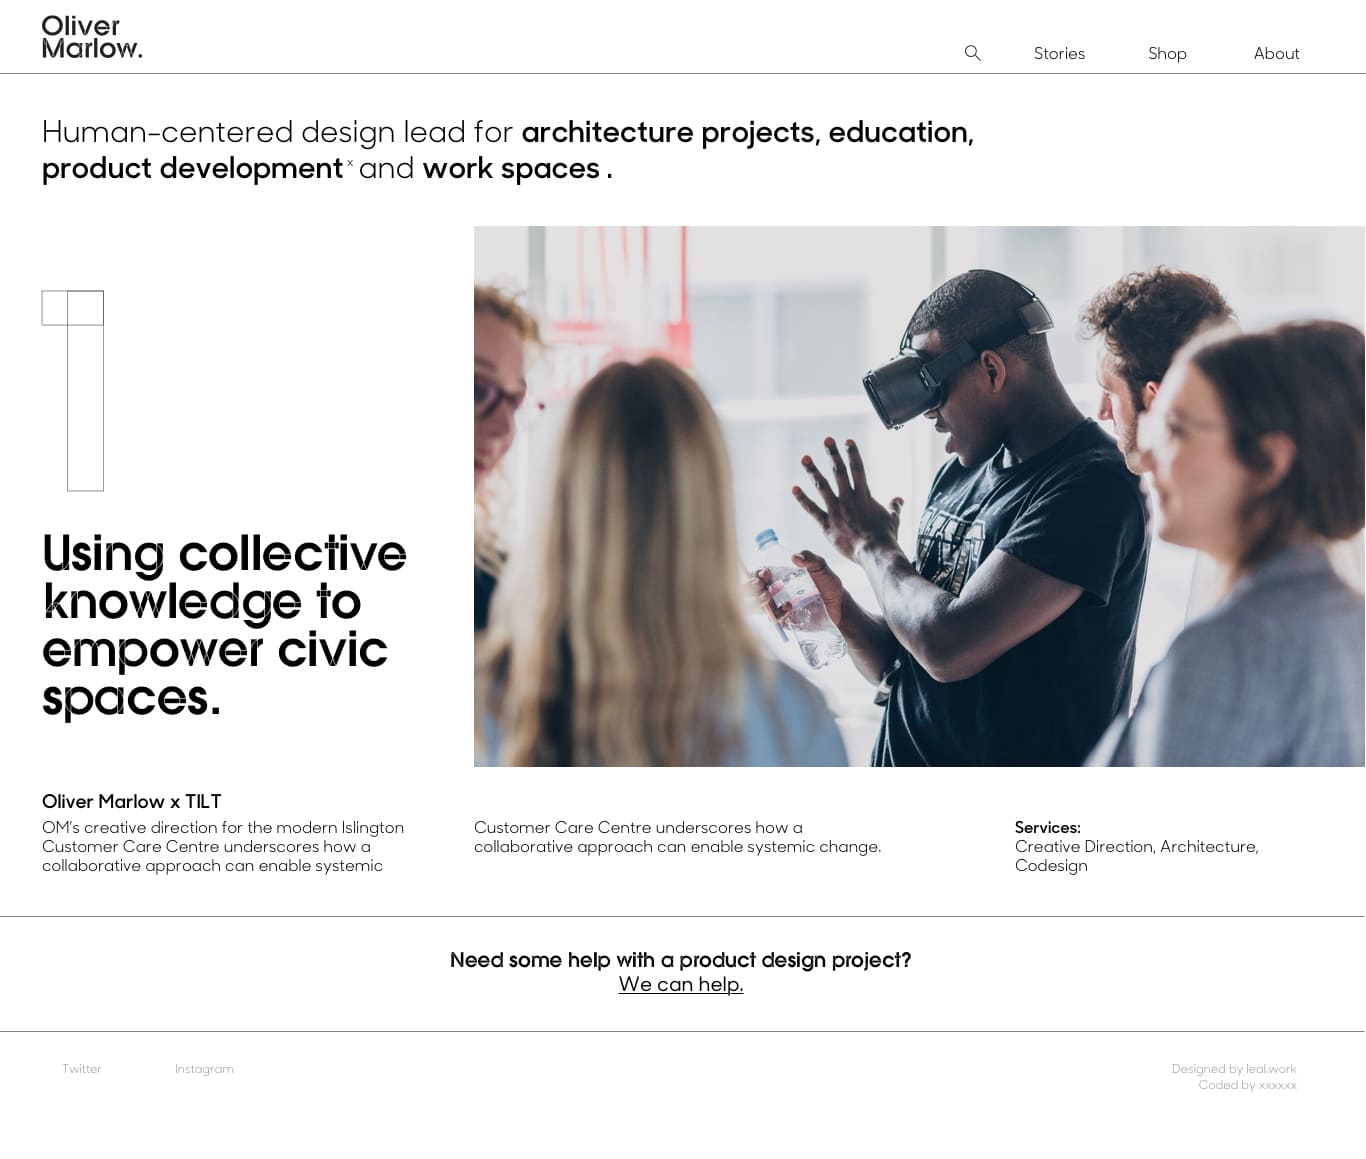 Oliver
Marlow.
Stories Shop About
Human-centered design lead for architecture projects, education,
product development x and work spaces .
1
Using collective
knowledge to
empower civic
spaces.
Oliver Marlow x TILT
OM's creative direction for the modern Islington
Customer Care Centre underscores how a
collaborative approach can enable systemic
Customer Care Centre underscores how a
collaborative approach can enable systemic change.
Services:
Creative Direction, Architecture,
Codesign
Need some help with a product design project?
We can help.
Twitter Instagram
Designed by leal.work
Coded by xxxxxx